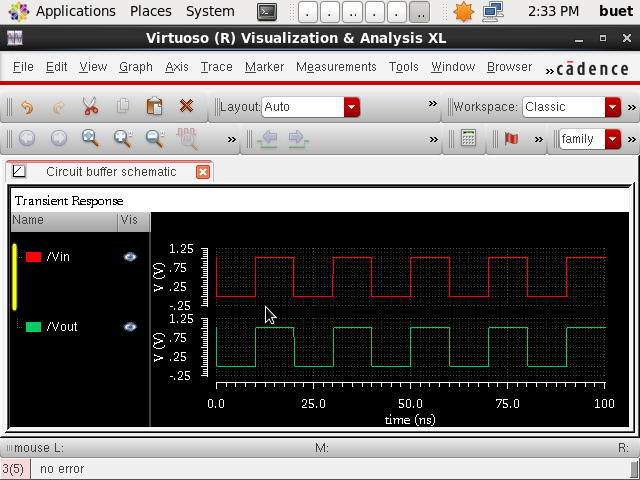 Applications Places System 2:33 PM buet
Virtuoso (R) Visualization & Analysis XL
File Edit View Graph Axis Trace Marker Measurements Tools Window Browser » cādence
Layout: Auto » Workspace: Classic »
» » » family »
Circuit buffer schematic
Transient Response
Name Vis
/Vin
/Vout
V (V)
1.25
.75
.25
-.25
V (V)
1.25
.75
.25
-.25
0.0 25.0 50.0 75.0 100
time (ns)
mouse L: M: R:
3(5) no error